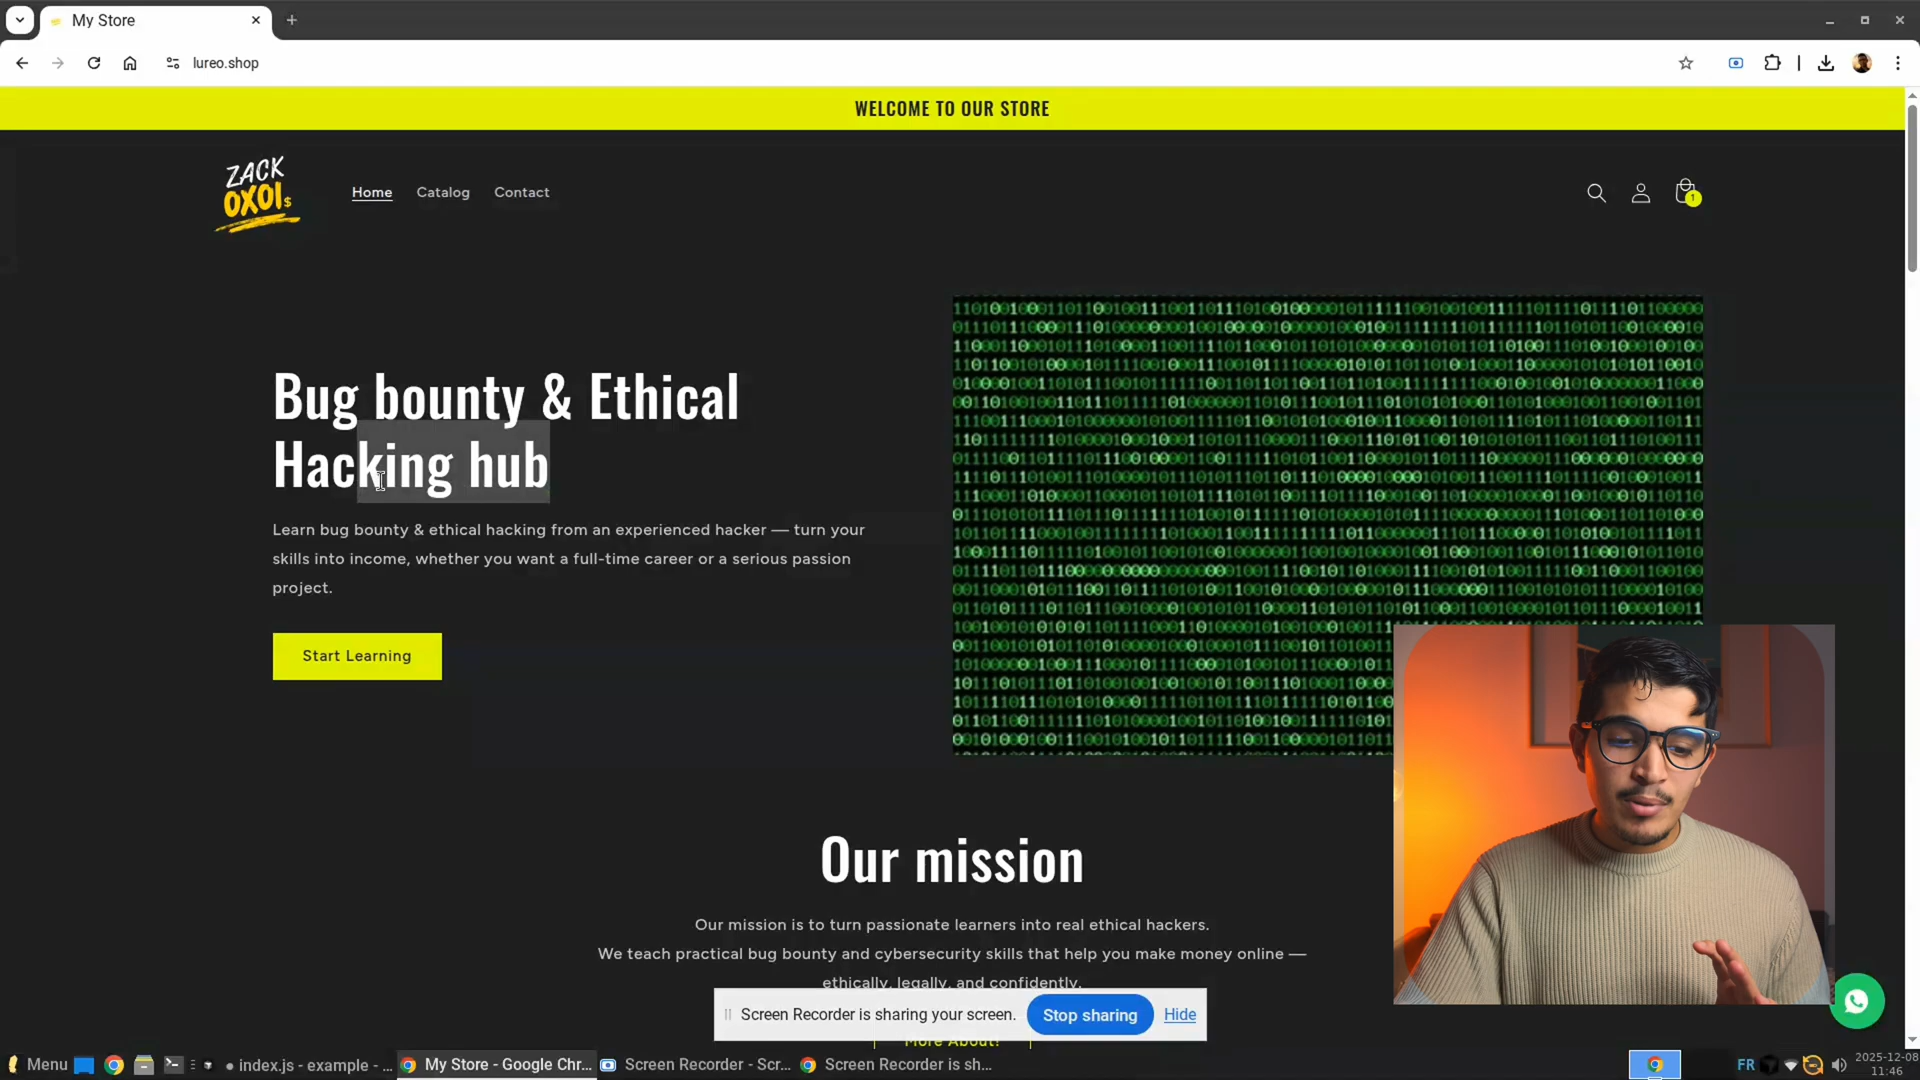 My Store
lureo.shop
WELCOME TO OUR STORE
ZACK
0X01$
Home
Catalog
Contact
1
Bug bounty & Ethical
Hacking hub
Learn bug bounty & ethical hacking from an experienced hacker — turn your
skills into income, whether you want a full-time career or a serious passion
project.
Start Learning
Our mission
Our mission is to turn passionate learners into real ethical hackers.
We teach practical bug bounty and cybersecurity skills that help you make money online —
ethically, legally, and confidently.
Screen Recorder is sharing your screen.
Stop sharing
Hide
More About!
Menu
● index.js - example - ...
My Store - Google Chr...
Screen Recorder - Scr...
Screen Recorder is sh...
FR
2025-12-08
11:46